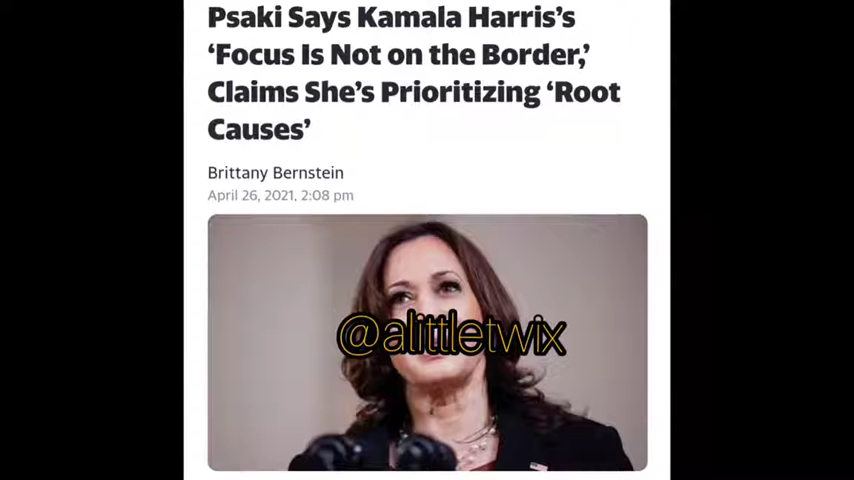 Psaki Says Kamala Harris’s
‘Focus Is Not on the Border,’
Claims She’s Prioritizing ‘Root
Causes’
Brittany Bernstein
April 26, 2021, 2:08 pm
@alittletwix